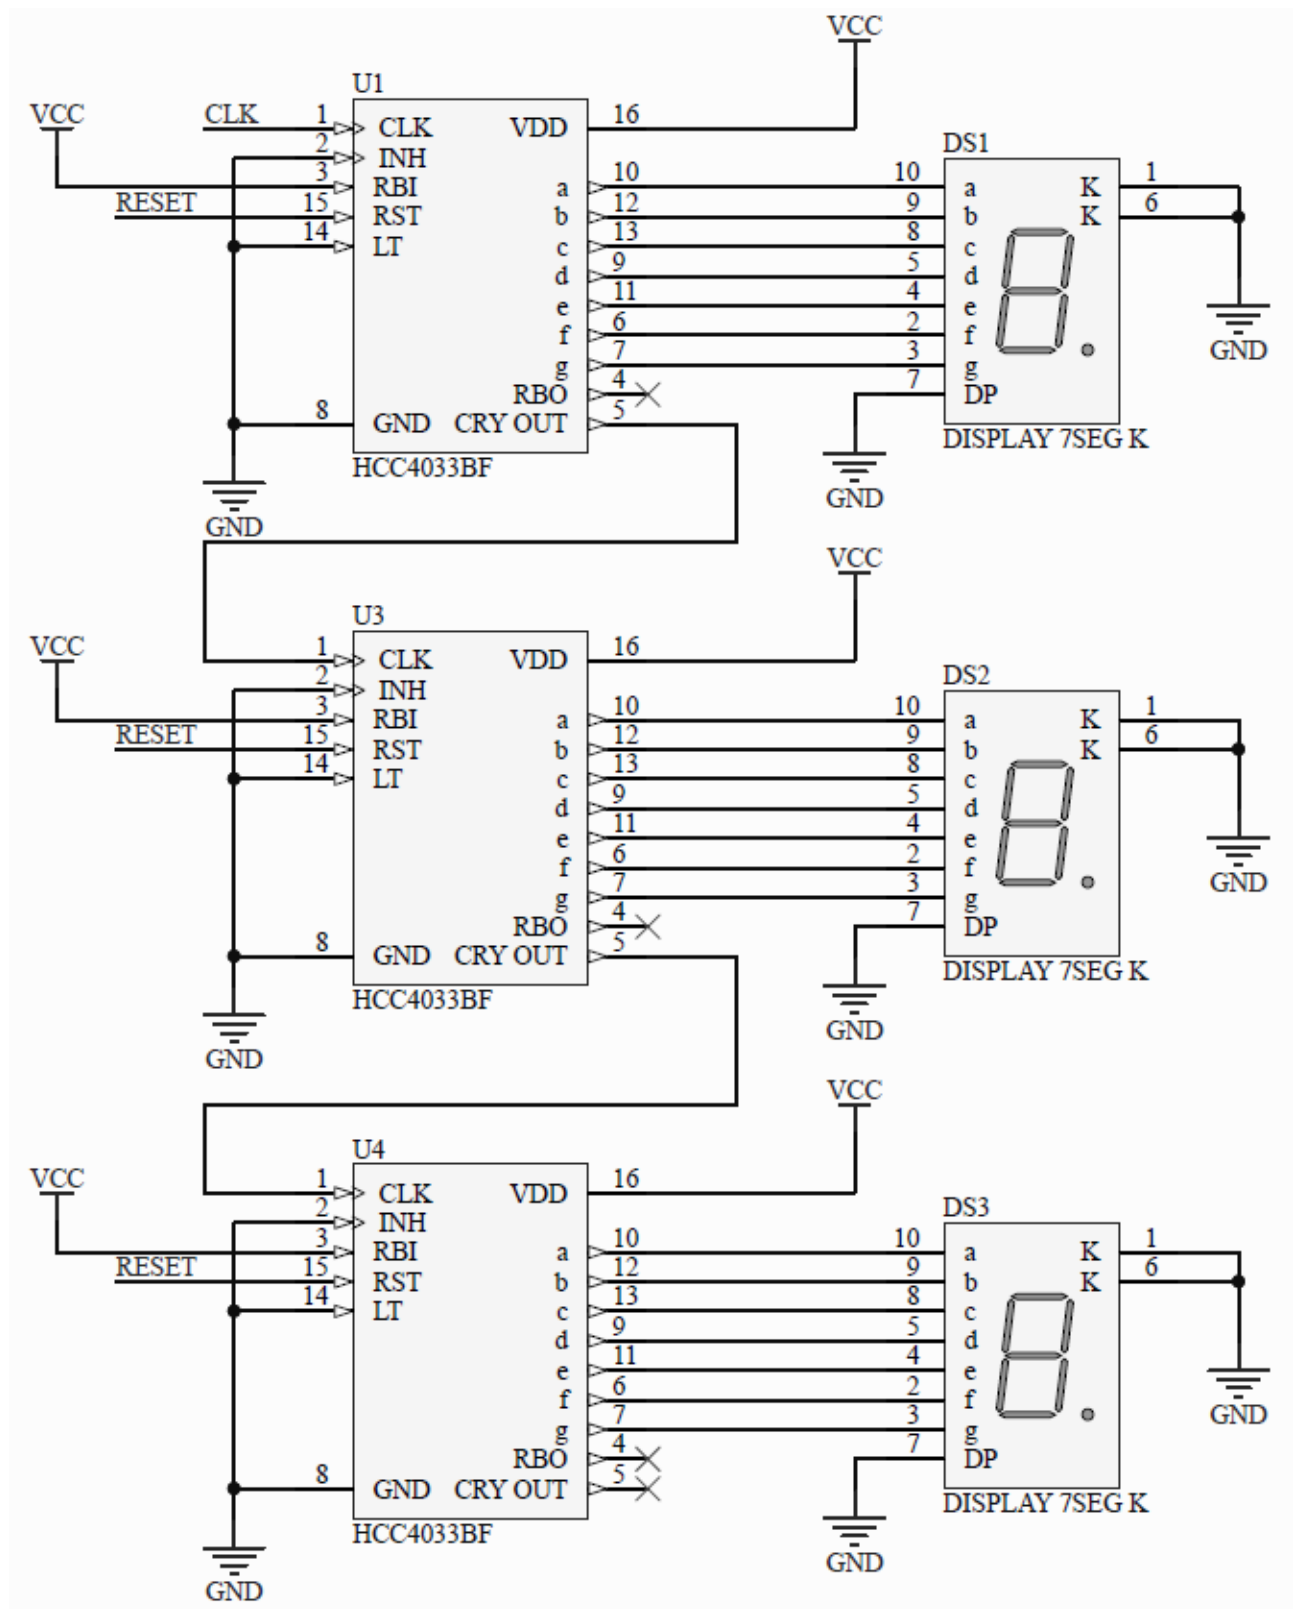 VCC
U1
VCC CLK 1 CLK VDD 16
2 INH DS1
3 RBI a 10 10 a K 1
RESET 15 RST b 12 9 b K 6
14 LT c 13 8 c
d 9 5 d
e 11 4 e
f 6 2 f
g 7 3 g GND
RBO 4 7 DP
8 GND CRY OUT 5 DISPLAY 7SEG K
HCC4033BF
GND
GND
VCC
U3
VCC 1 CLK VDD 16
2 INH DS2
3 RBI a 10 10 a K 1
RESET 15 RST b 12 9 b K 6
14 LT c 13 8 c
d 9 5 d
e 11 4 e
f 6 2 f
g 7 3 g GND
RBO 4 7 DP
8 GND CRY OUT 5 DISPLAY 7SEG K
HCC4033BF
GND
GND
VCC
U4
VCC 1 CLK VDD 16
2 INH DS3
3 RBI a 10 10 a K 1
RESET 15 RST b 12 9 b K 6
14 LT c 13 8 c
d 9 5 d
e 11 4 e
f 6 2 f
g 7 3 g GND
RBO 4 7 DP
8 GND CRY OUT 5 DISPLAY 7SEG K
HCC4033BF
GND
GND